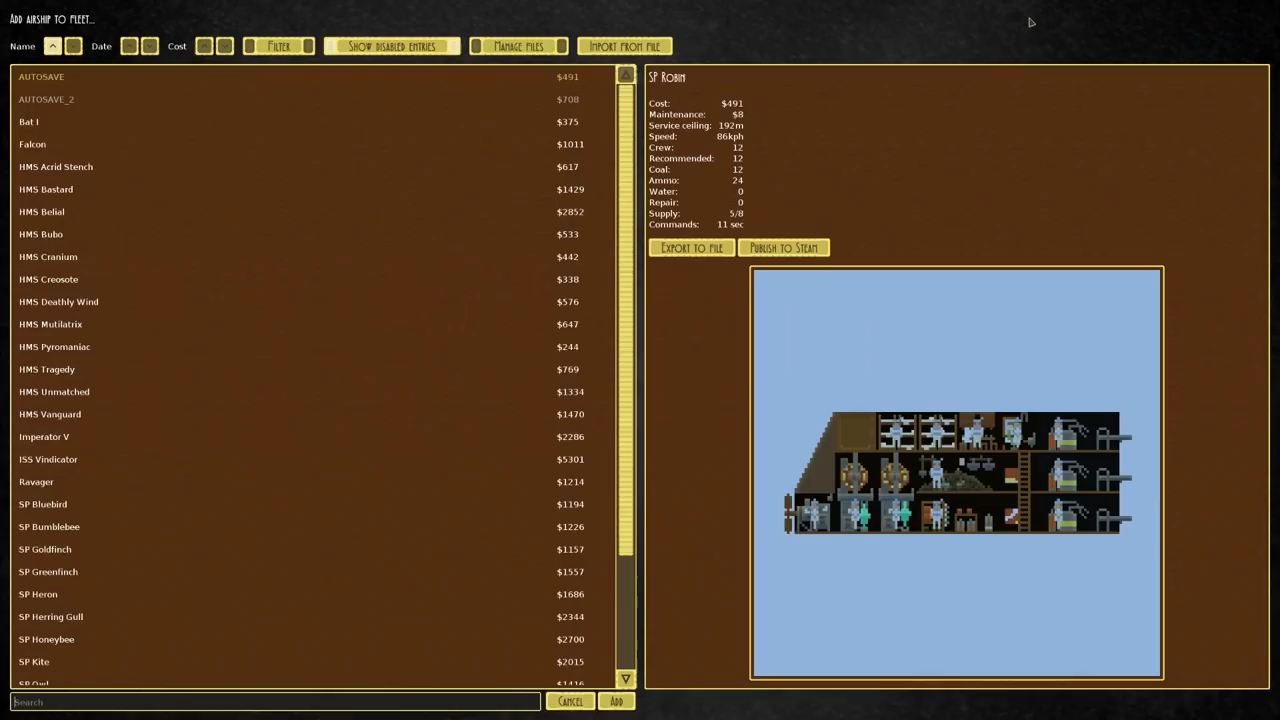 Add airship to fleet...
Name Date Cost Filter Show disabled entries Manage files Import from file
AUTOSAVE $491
AUTOSAVE_2 $708
Bat I $375
Falcon $1011
HMS Acrid Stench $617
HMS Bastard $1429
HMS Belial $2852
HMS Bubo $533
HMS Cranium $442
HMS Creosote $338
HMS Deathly Wind $576
HMS Mutilatrix $647
HMS Pyromaniac $244
HMS Tragedy $769
HMS Unmatched $1334
HMS Vanguard $1470
Imperator V $2286
ISS Vindicator $5301
Ravager $1214
SP Bluebird $1194
SP Bumblebee $1226
SP Goldfinch $1157
SP Greenfinch $1557
SP Heron $1686
SP Herring Gull $2344
SP Honeybee $2700
SP Kite $2015
SP Owl $1416
Search Cancel Add
SP Robin
Cost: $491
Maintenance: $8
Service ceiling: 192m
Speed: 86kph
Crew: 12
Recommended: 12
Coal: 12
Ammo: 24
Water: 0
Repair: 0
Supply: 5/8
Commands: 11 sec
Export to file Publish to Steam